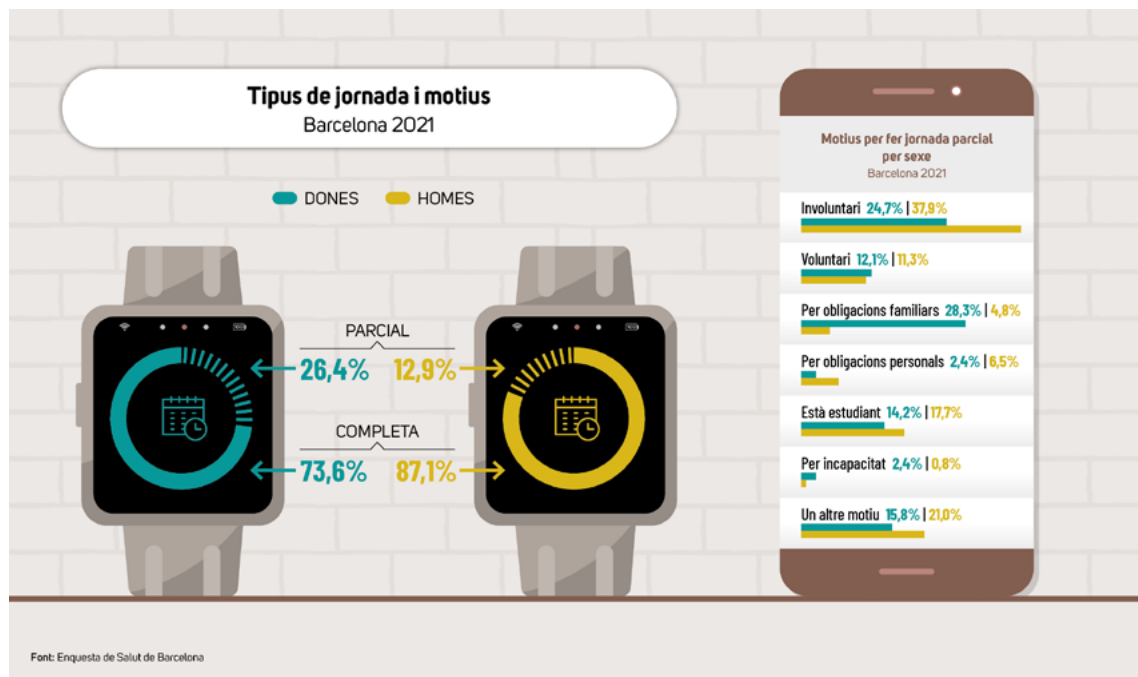 Tipus de jornada i motius
Barcelona 2021
DONES HOMES
PARCIAL
26,4% 12,9%
COMPLETA
73,6% 87,1%
Motius per fer jornada parcial
per sexe
Barcelona 2021
Involuntari 24,7% | 37,9%
Voluntari 12,1% | 11,3%
Per obligacions familiars 28,3% | 4,8%
Per obligacions personals 2,4% | 6,5%
Està estudiant 14,2% | 17,7%
Per incapacitat 2,4% | 0,8%
Un altre motiu 15,8% | 21,0%
Font: Enquesta de Salut de Barcelona